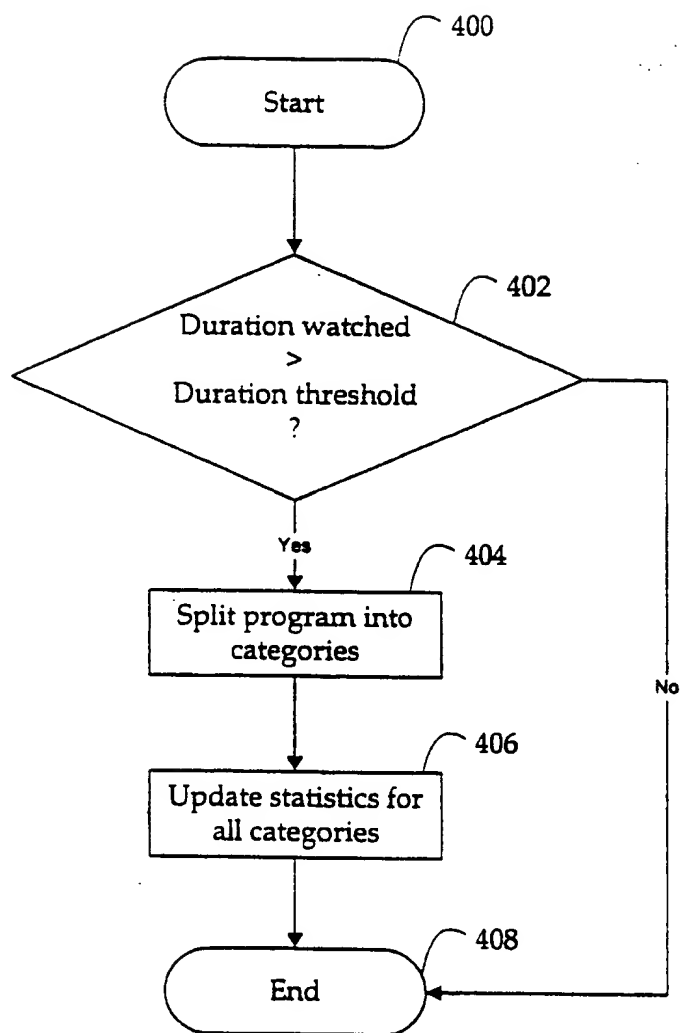 400
Start
402
Duration watched
>
Duration threshold
?
Yes
404
Split program into
categories
No
406
Update statistics for
all categories
408
End